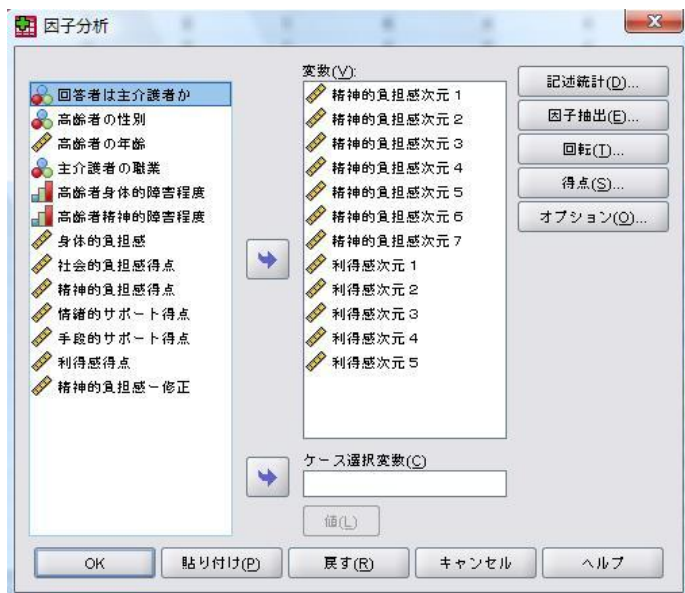 因子分析
回答者は主介護者か
高齢者の性別
高齢者の年齢
主介護者の職業
高齢者身体的障害程度
高齢者精神的障害程度
身体的負担感
社会的負担感得点
精神的負担感得点
情緒的サポート得点
手段的サポート得点
利得感得点
精神的負担感－修正
変数(V):
精神的負担感次元1
精神的負担感次元2
精神的負担感次元3
精神的負担感次元4
精神的負担感次元5
精神的負担感次元6
精神的負担感次元7
利得感次元1
利得感次元2
利得感次元3
利得感次元4
利得感次元5
ケース選択変数(C)
値(L)
記述統計(D)...
因子抽出(E)...
回転(T)...
得点(S)...
オプション(O)...
OK
貼り付け(P)
戻す(R)
キャンセル
ヘルプ